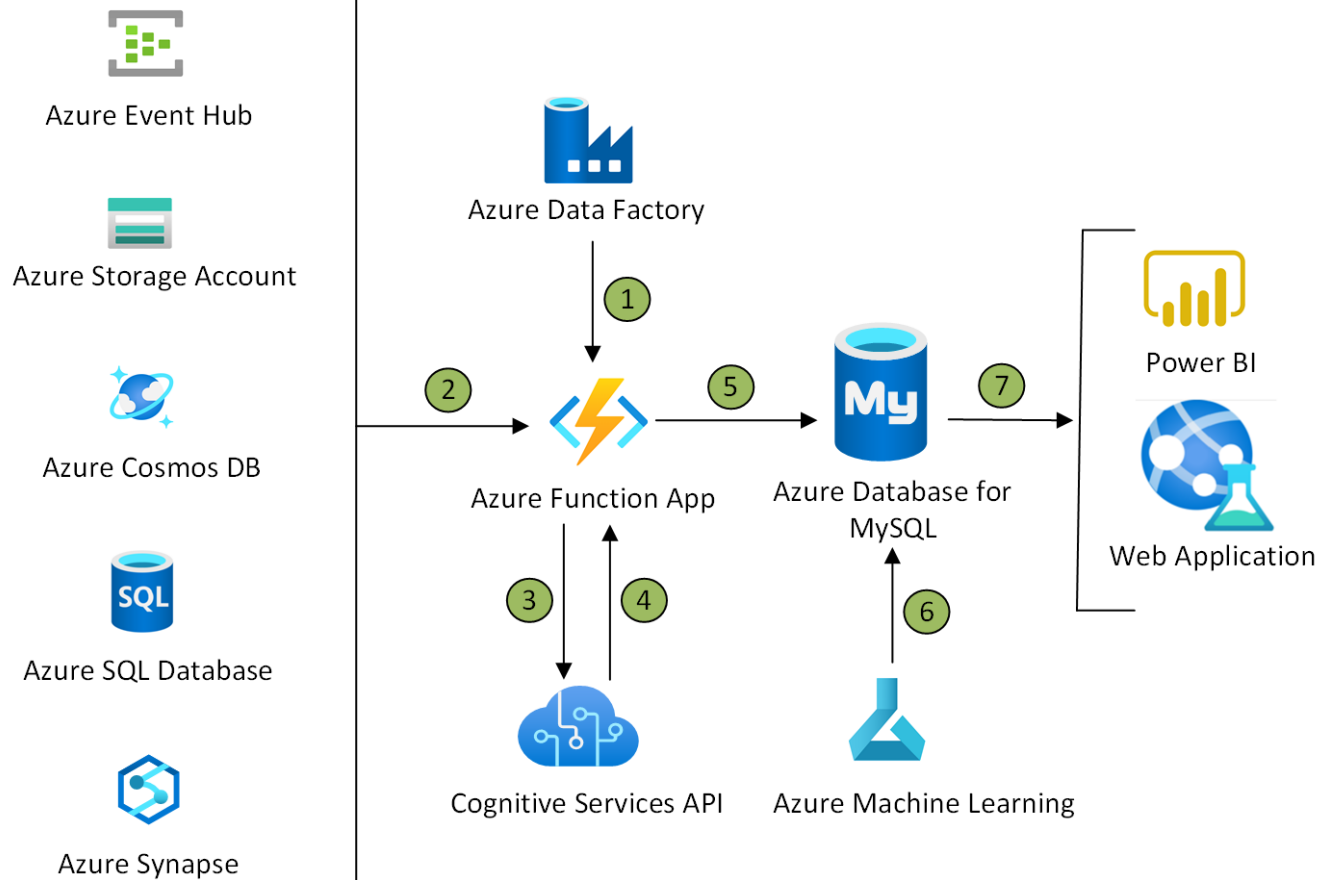 Azure Event Hub
Azure Storage Account
Azure Cosmos DB
SQL
Azure SQL Database
Azure Synapse
Azure Data Factory
1
2
Azure Function App
3
4
Cognitive Services API
5
My
Azure Database for
MySQL
6
Azure Machine Learning
7
Power BI
Web Application